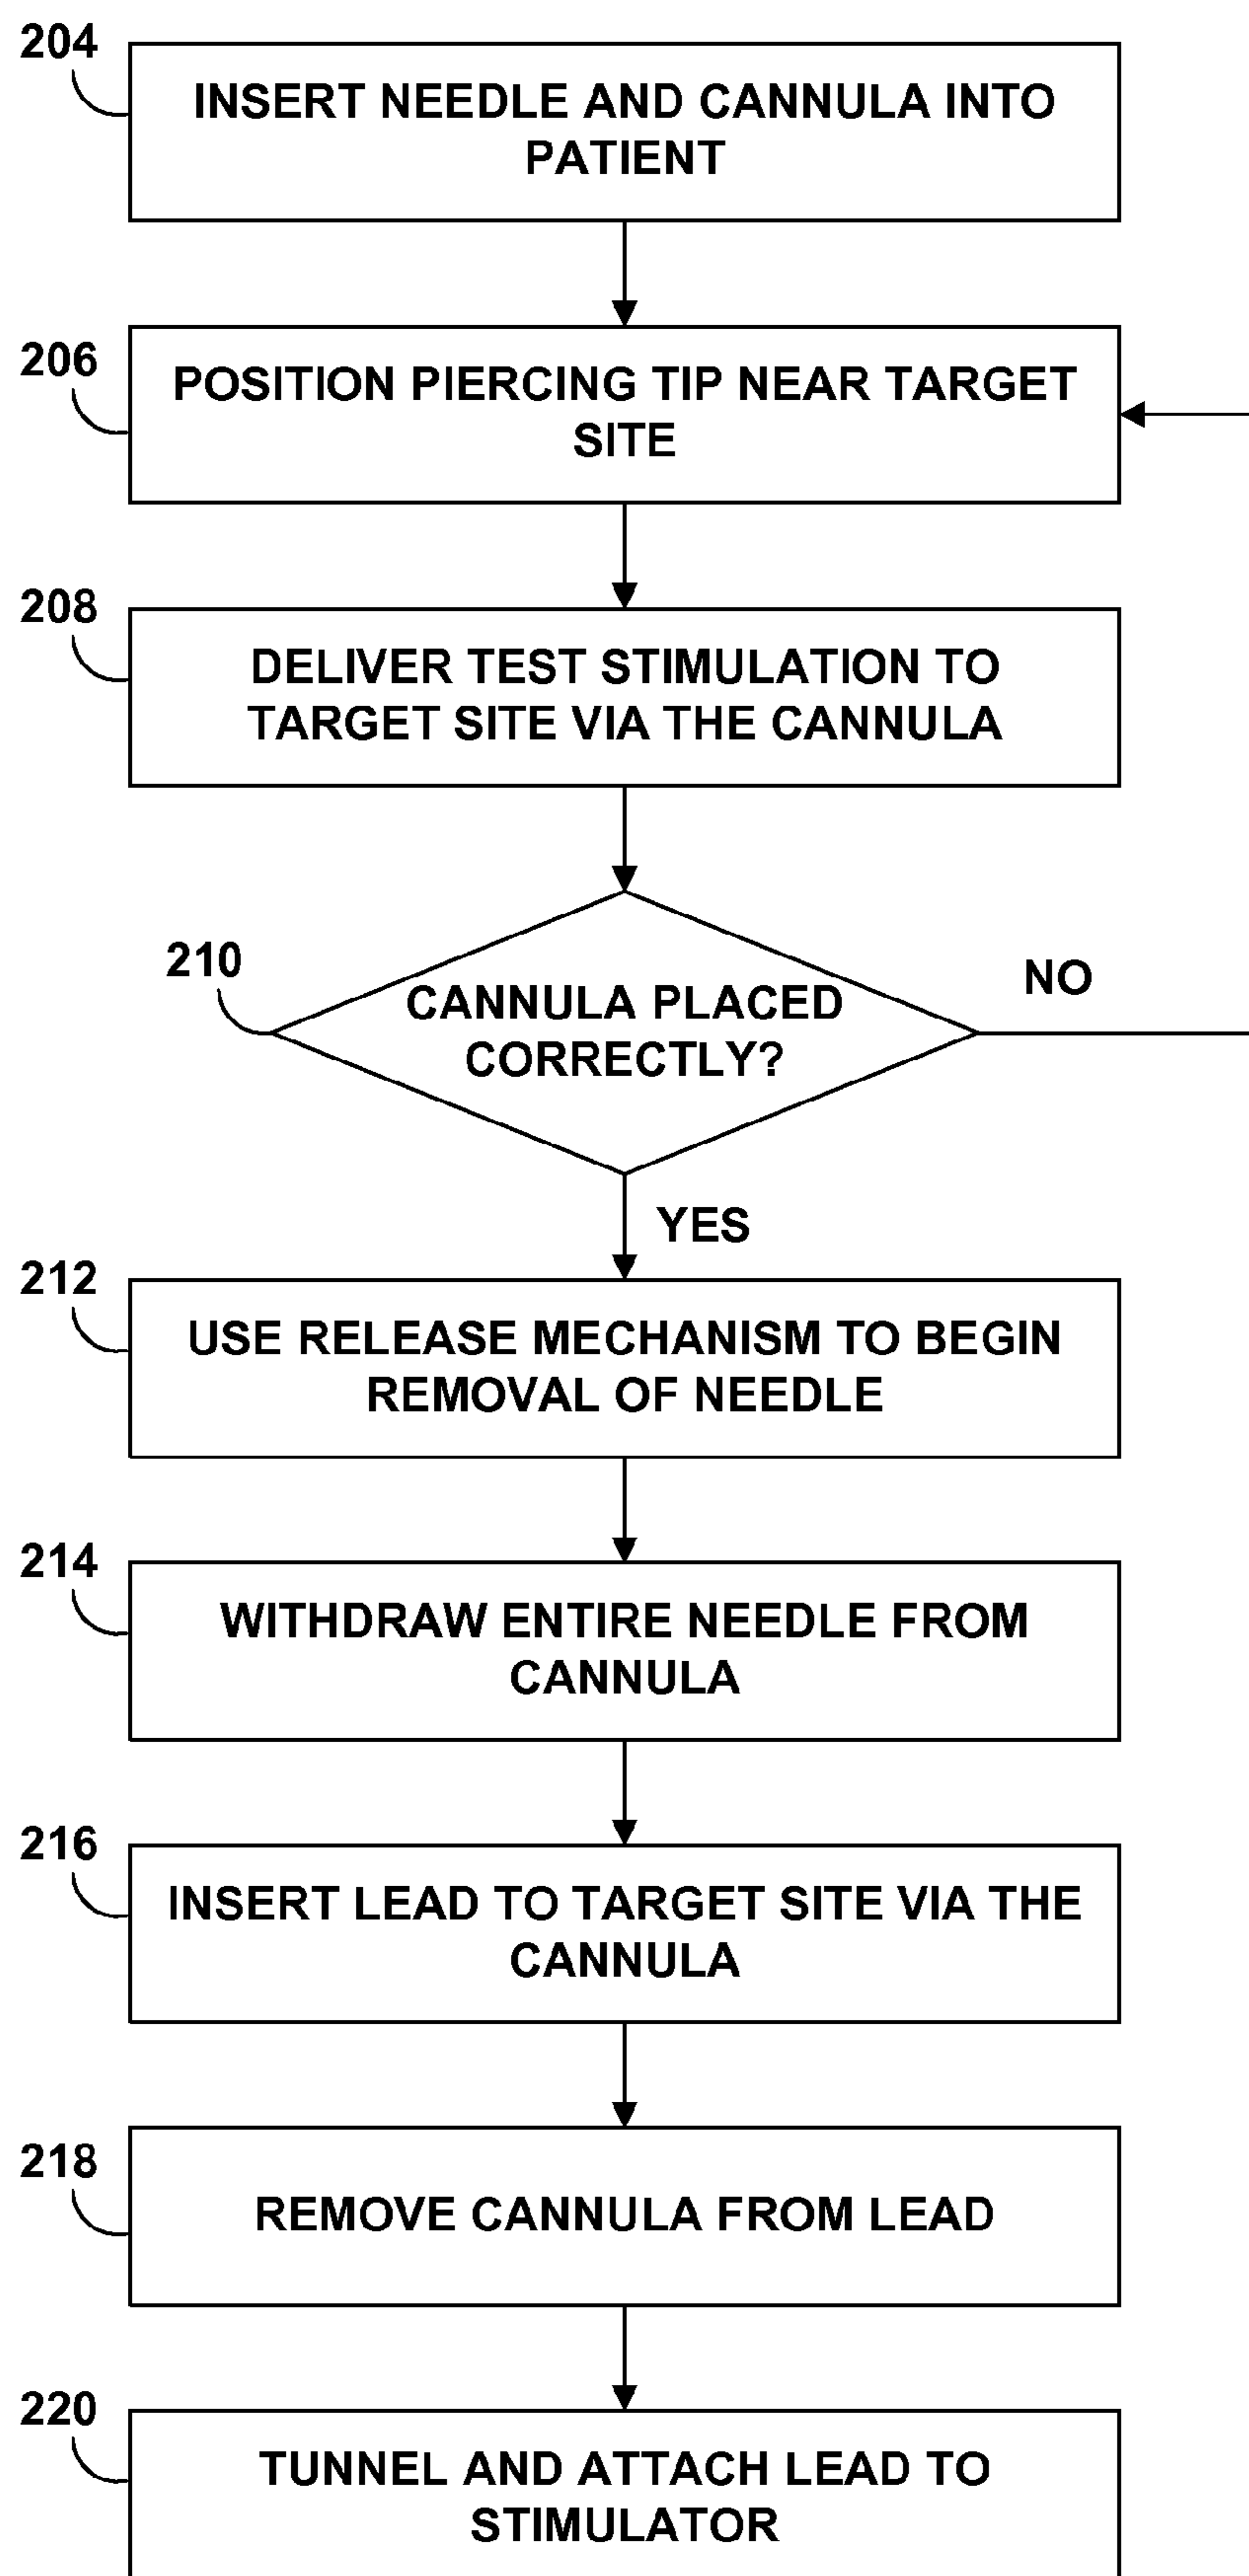 204
INSERT NEEDLE AND CANNULA INTO
PATIENT
206
POSITION PIERCING TIP NEAR TARGET
SITE
208
DELIVER TEST STIMULATION TO
TARGET SITE VIA THE CANNULA
210
CANNULA PLACED
CORRECTLY?
NO
YES
212
USE RELEASE MECHANISM TO BEGIN
REMOVAL OF NEEDLE
214
WITHDRAW ENTIRE NEEDLE FROM
CANNULA
216
INSERT LEAD TO TARGET SITE VIA THE
CANNULA
218
REMOVE CANNULA FROM LEAD
220
TUNNEL AND ATTACH LEAD TO
STIMULATOR